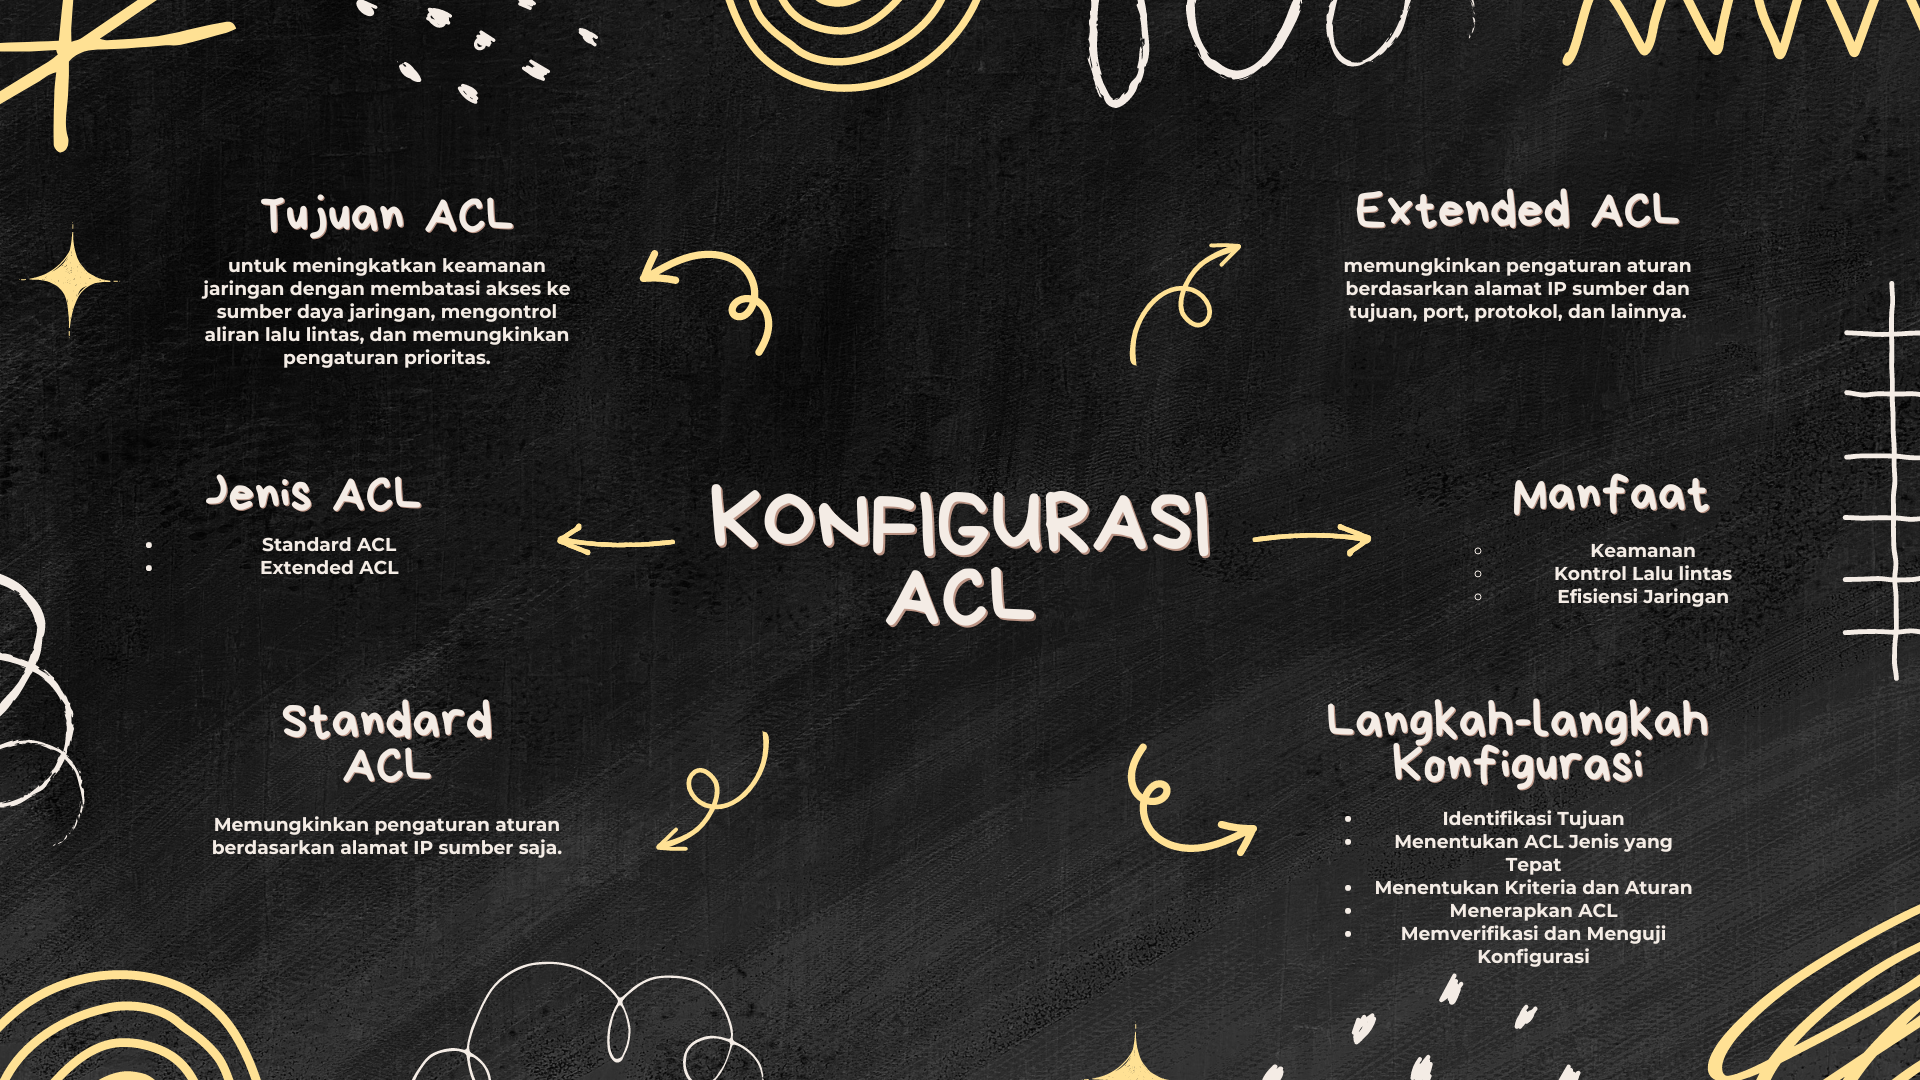 Tujuan ACL
untuk meningkatkan keamanan
jaringan dengan membatasi akses ke
sumber daya jaringan, mengontrol
aliran lalu lintas, dan memungkinkan
pengaturan prioritas.
Extended ACL
memungkinkan pengaturan aturan
berdasarkan alamat IP sumber dan
tujuan, port, protokol, dan lainnya.
Jenis ACL
Standard ACL
Extended ACL
KONFIGURASI
ACL
Manfaat
Keamanan
Kontrol Lalu lintas
Efisiensi Jaringan
Standard
ACL
Memungkinkan pengaturan aturan
berdasarkan alamat IP sumber saja.
Langkah-langkah
Konfigurasi
Identifikasi Tujuan
Menentukan ACL Jenis yang
Tepat
Menentukan Kriteria dan Aturan
Menerapkan ACL
Memverifikasi dan Menguji
Konfigurasi